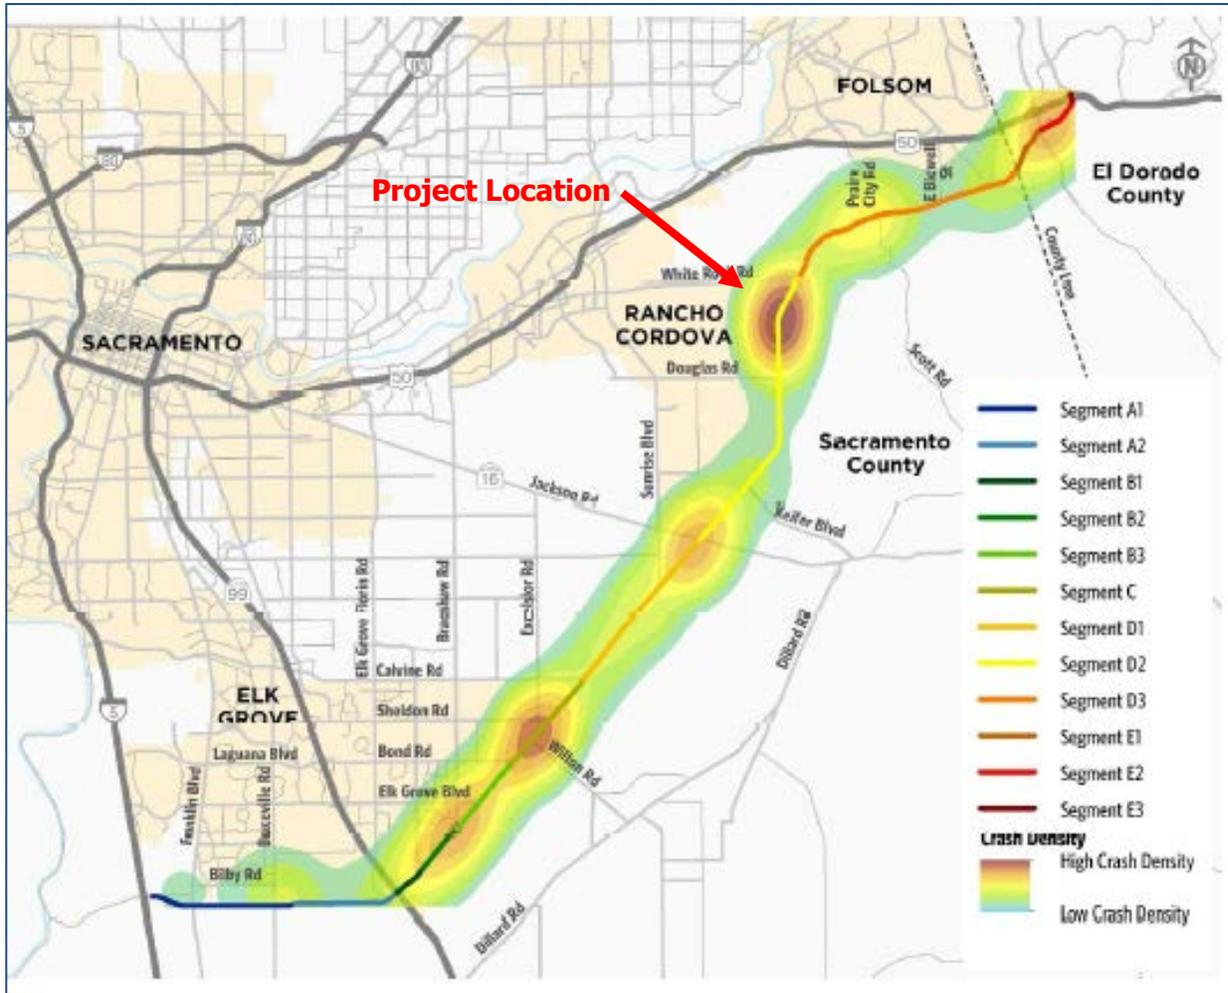 FOLSOM
N
80
5
50
80
80
E Bidwell
St
Prairie
City Rd
El Dorado
County
Project Location
County Line
White Rock Rd
RANCHO
CORDOVA
SACRAMENTO
Douglas Rd
50
Scott Rd
Sunrise Blvd
Sacramento
County
16
Jackson Rd
Keifer Blvd
99
Elk Grove Florin Rd
Bradshaw Rd
Excelsior Rd
Dillard Rd
Calvine Rd
ELK
GROVE
Sheldon Rd
5
Laguana Blvd
Bond Rd
Wilton Rd
Franklin Blvd
Bruceville Rd
Elk Grove Blvd
Bilby Rd
Dillard Rd
Segment A1
Segment A2
Segment B1
Segment B2
Segment B3
Segment C
Segment D1
Segment D2
Segment D3
Segment E1
Segment E2
Segment E3
Crash Density
High Crash Density
Low Crash Density